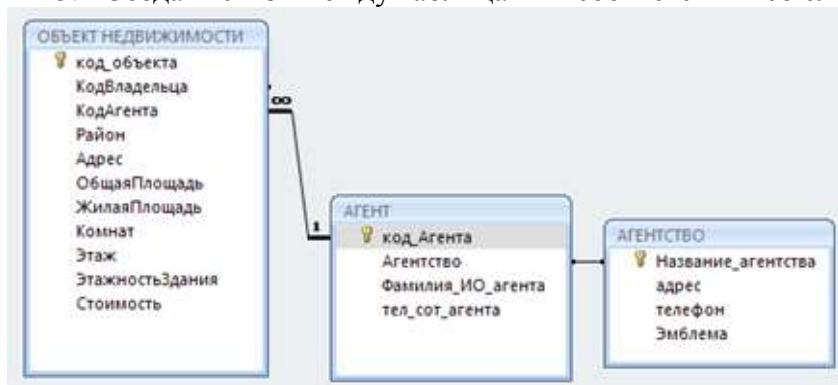 ОБЪЕКТ НЕДВИЖИМОСТИ
код_объекта
КодВладельца
КодАгента
Район
Адрес
ОбщаяПлощадь
ЖилаяПлощадь
Комнат
Этаж
ЭтажностьЗдания
Стоимость
∞
1
АГЕНТ
код_Агента
Агентство
Фамилия_ИО_агента
тел_сот_агента
АГЕНТСТВО
Название_агентства
адрес
телефон
Эмблема